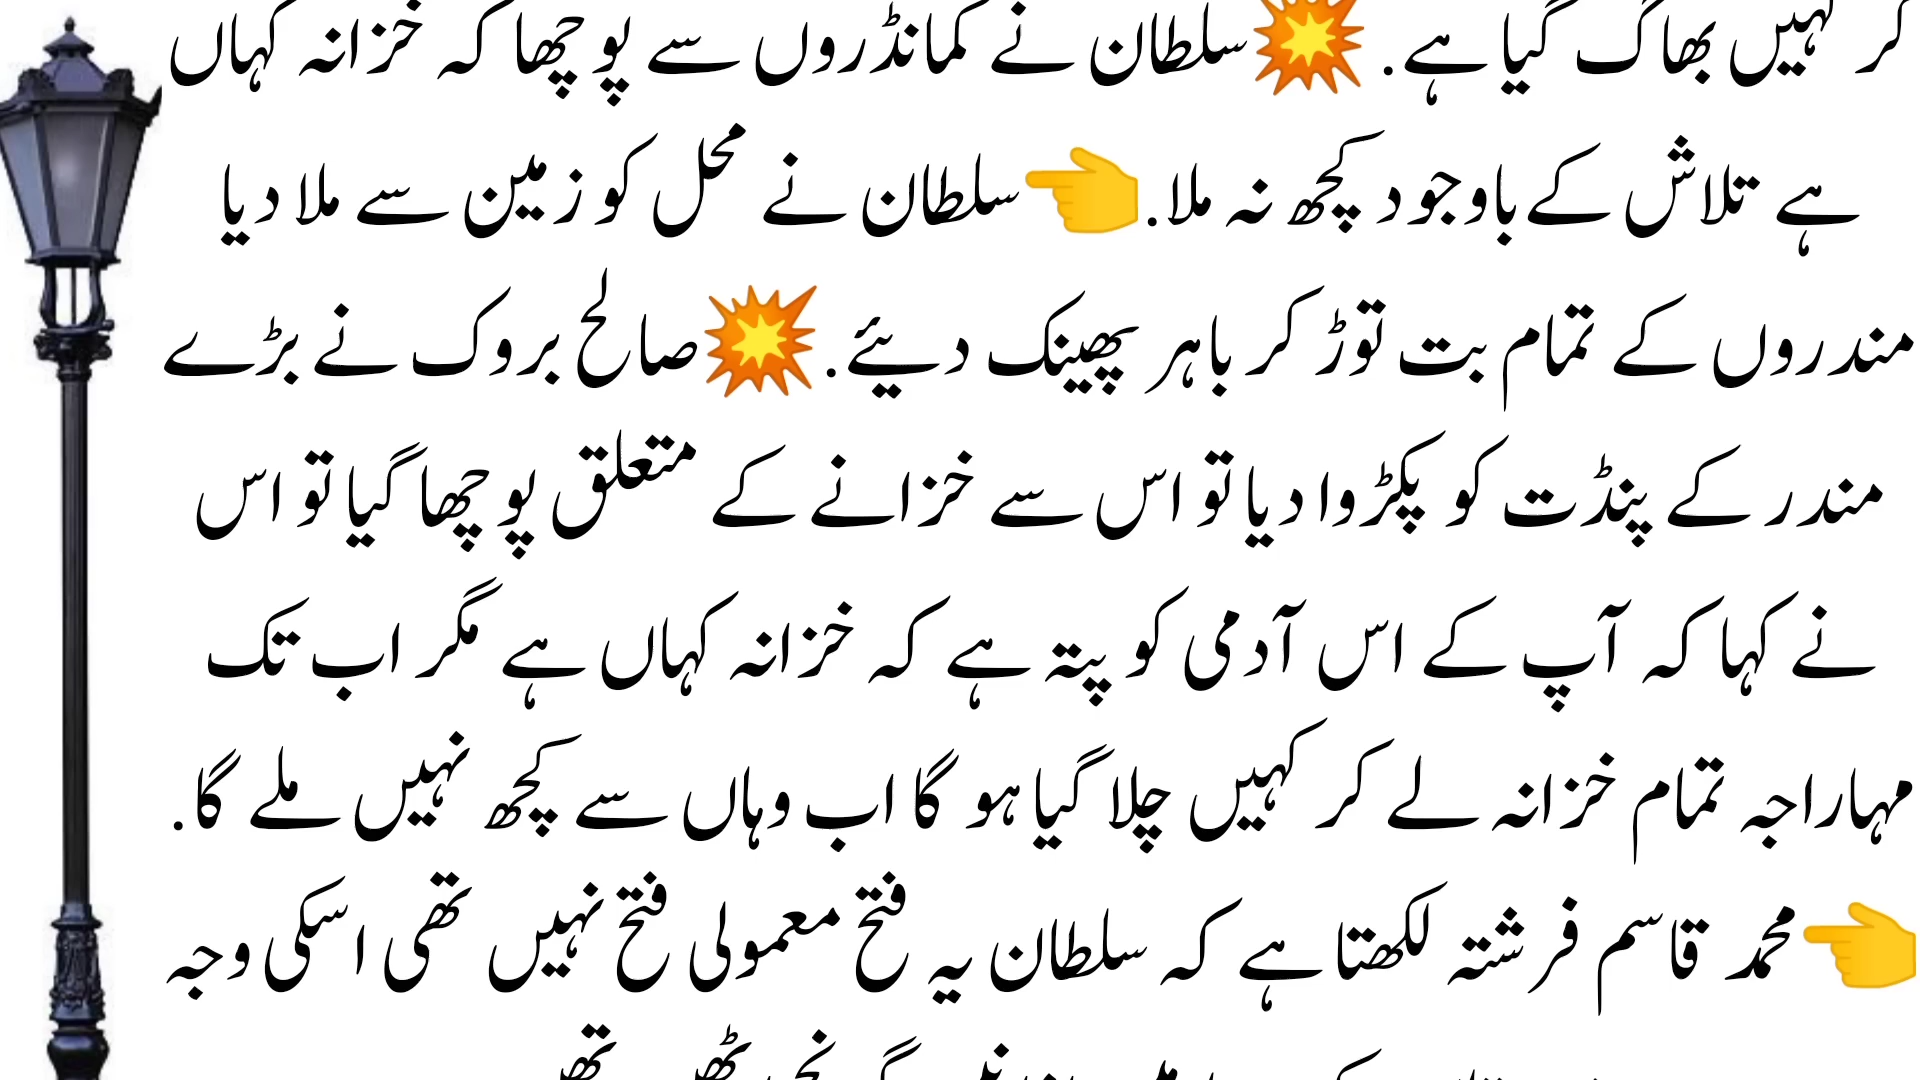 کر کہیں بھاگ گیا ہے. 💥سلطان نے کمانڈروں سے پوچھا کہ خزانہ کہاں
ہے تلاش کے باوجود کچھ نہ ملا.👈سلطان نے محل کو زمین سے ملا دیا
مندروں کے تمام بت توڑ کر باہر پھینک دیئے. 💥صالح بروک نے بڑے
مندر کے پنڈت کو پکڑوا دیا تو اس سے خزانے کے متعلق پوچھا گیا تو اس
نے کہا کہ آپ کے اس آدمی کو پتہ ہے کہ خزانہ کہاں ہے مگر اب تک
مہاراجہ تمام خزانہ لے کر کہیں چلا گیا ہو گا اب وہاں سے کچھ نہیں ملے گا.
👈محمد قاسم فرشتہ لکھتا ہے کہ سلطان یہ فتح معمولی فتح نہیں تھی اسکی وجہ